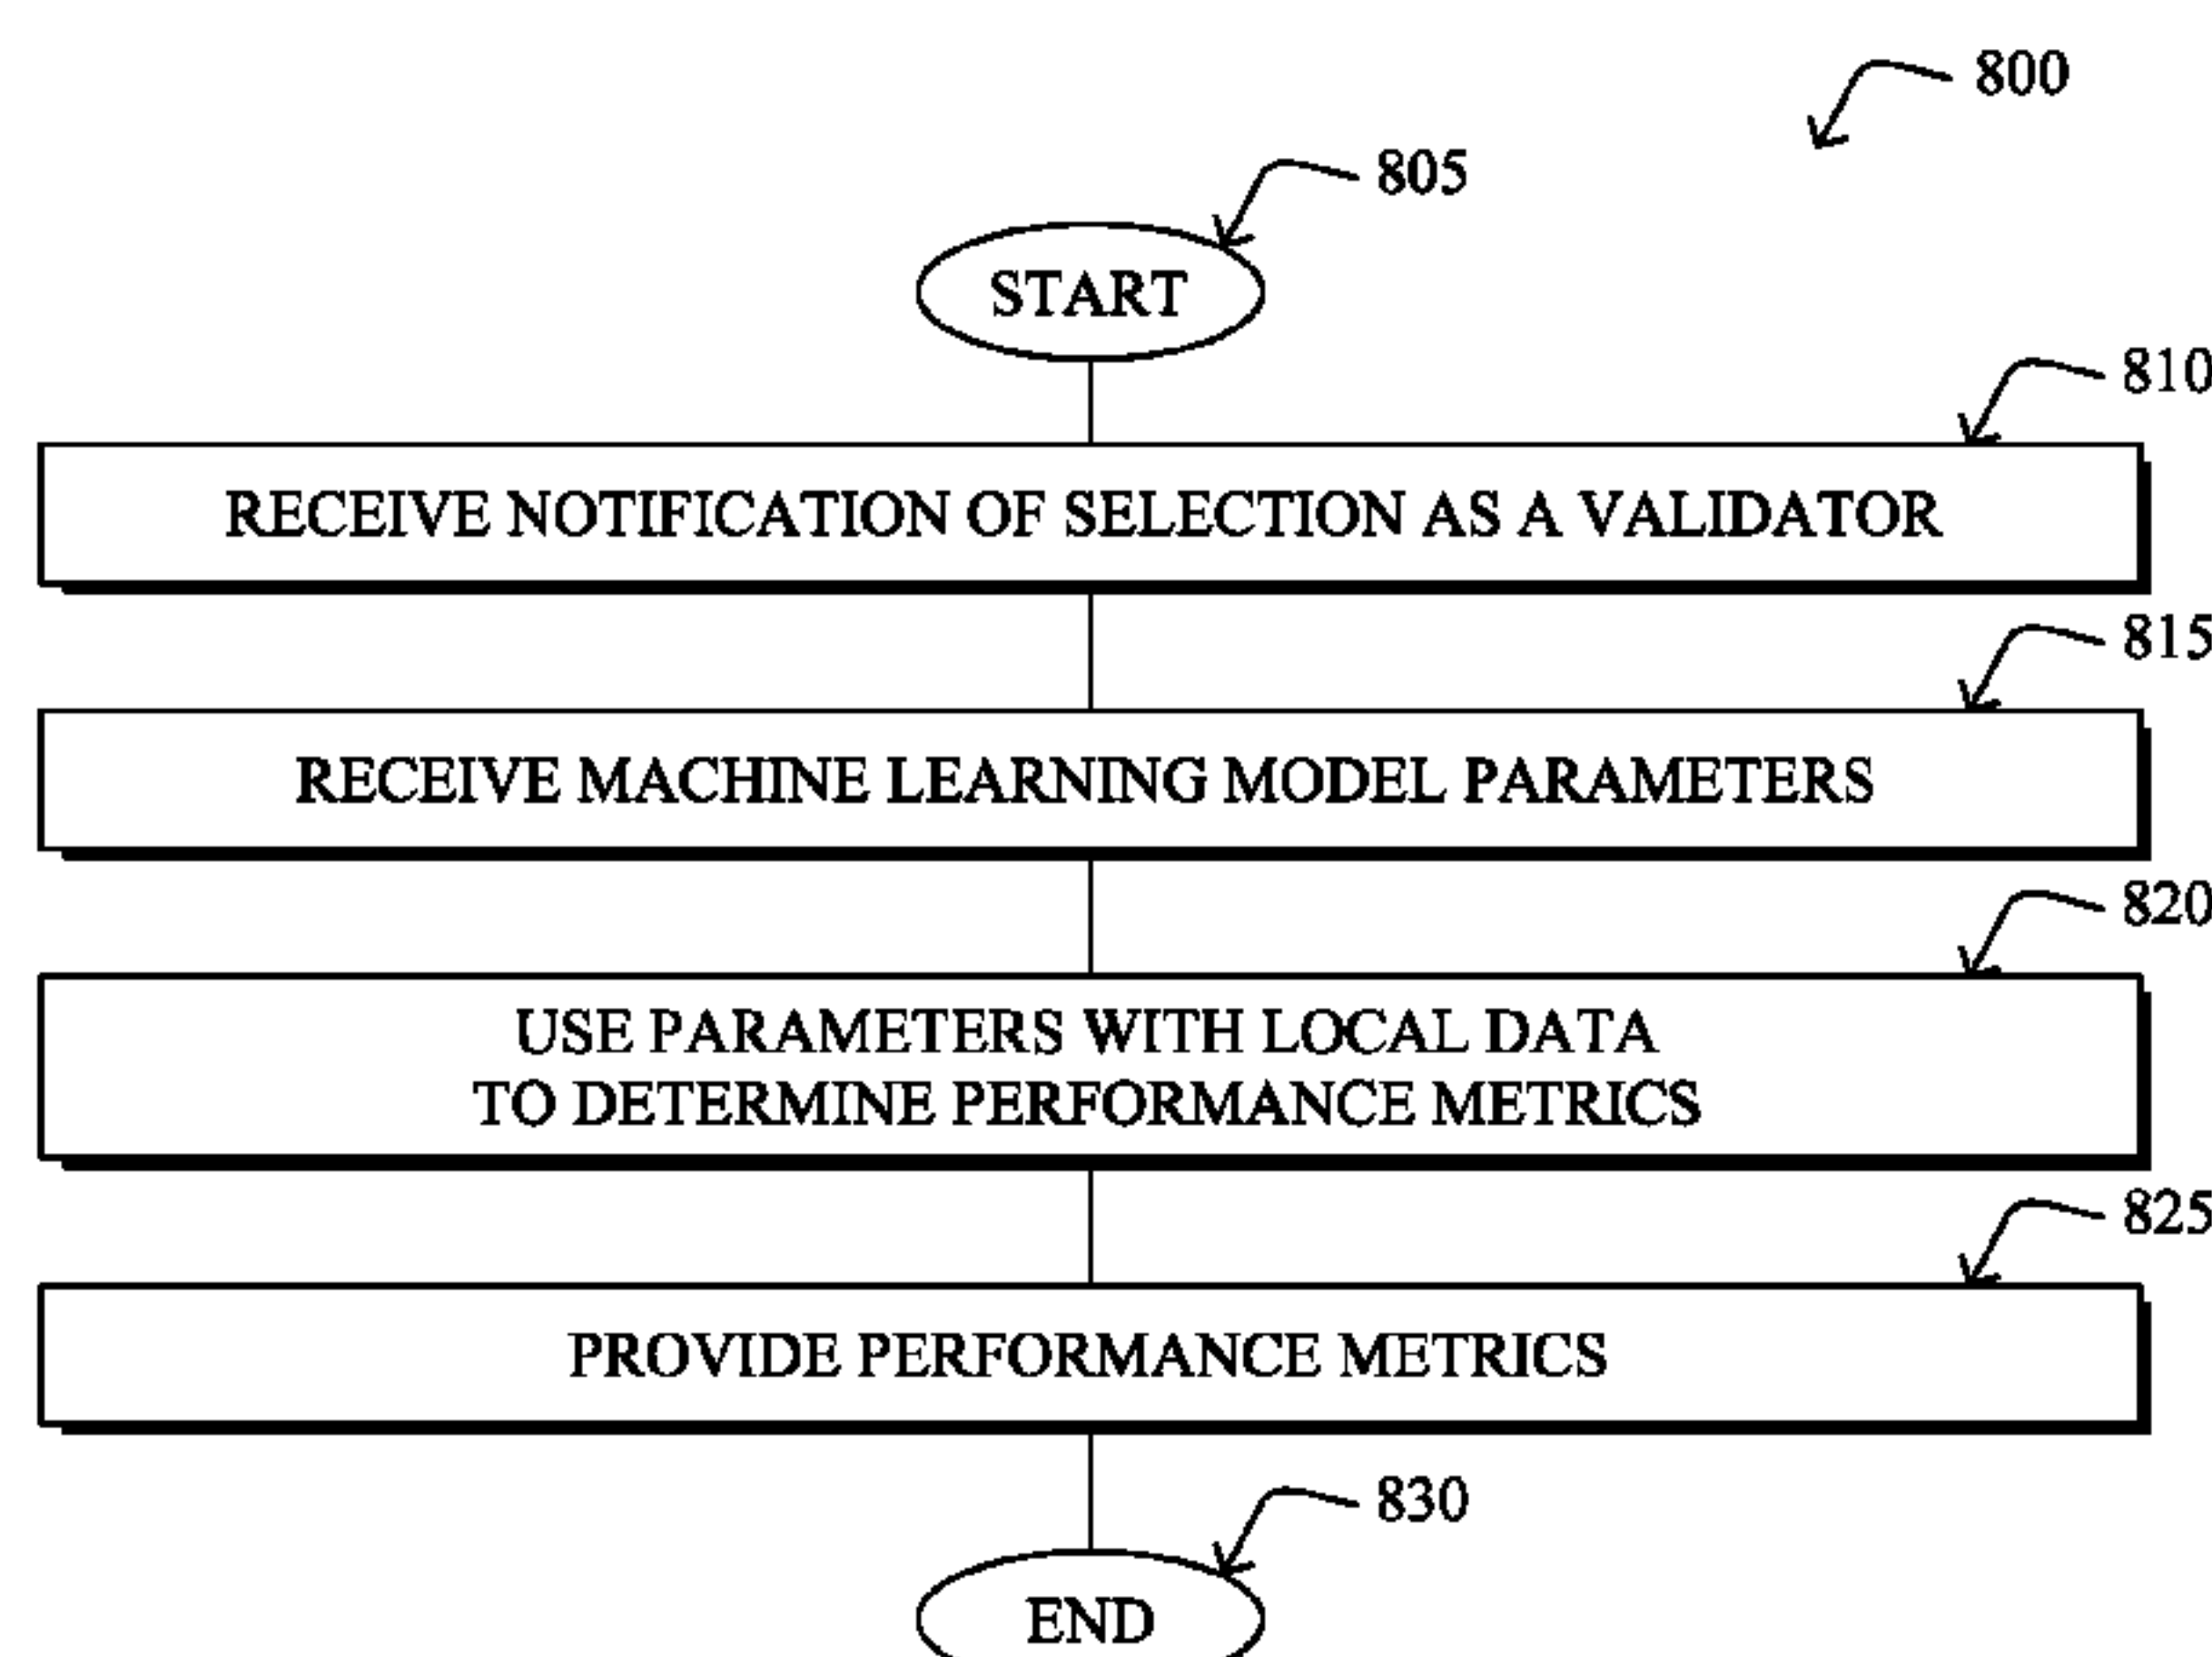 800
805
START
810
RECEIVE NOTIFICATION OF SELECTION AS A VALIDATOR
815
RECEIVE MACHINE LEARNING MODEL PARAMETERS
820
USE PARAMETERS WITH LOCAL DATA
TO DETERMINE PERFORMANCE METRICS
825
PROVIDE PERFORMANCE METRICS
830
END